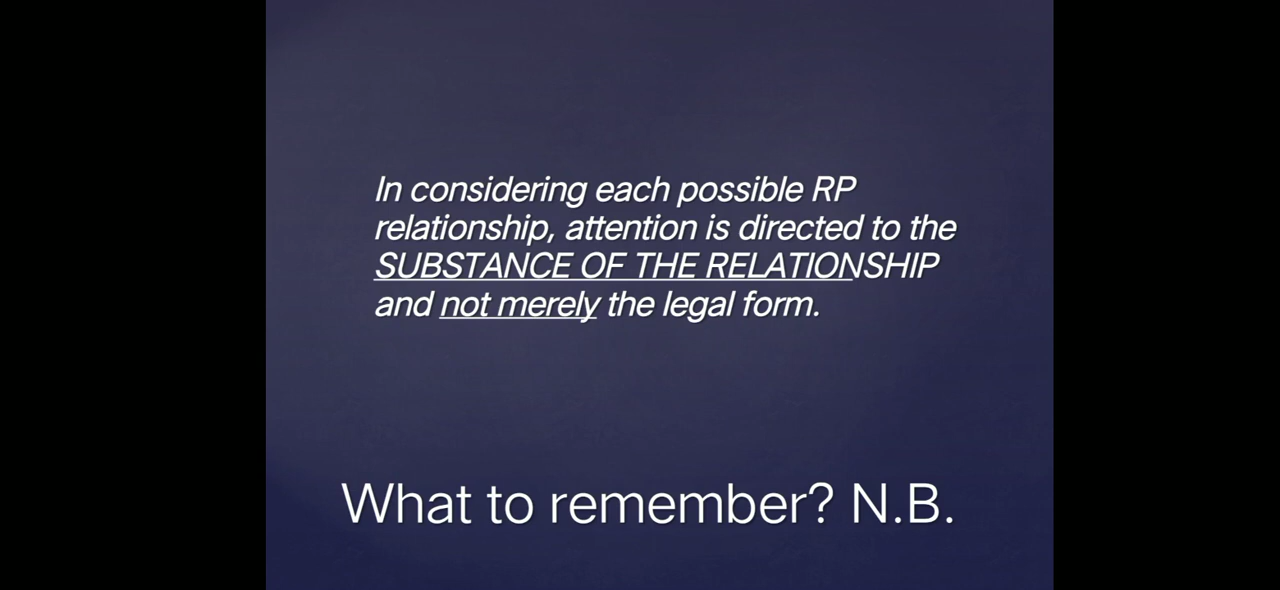 In considering each possible RP
relationship, attention is directed to the
SUBSTANCE OF THE RELATIONSHIP
and not merely the legal form.
What to remember? N.B.